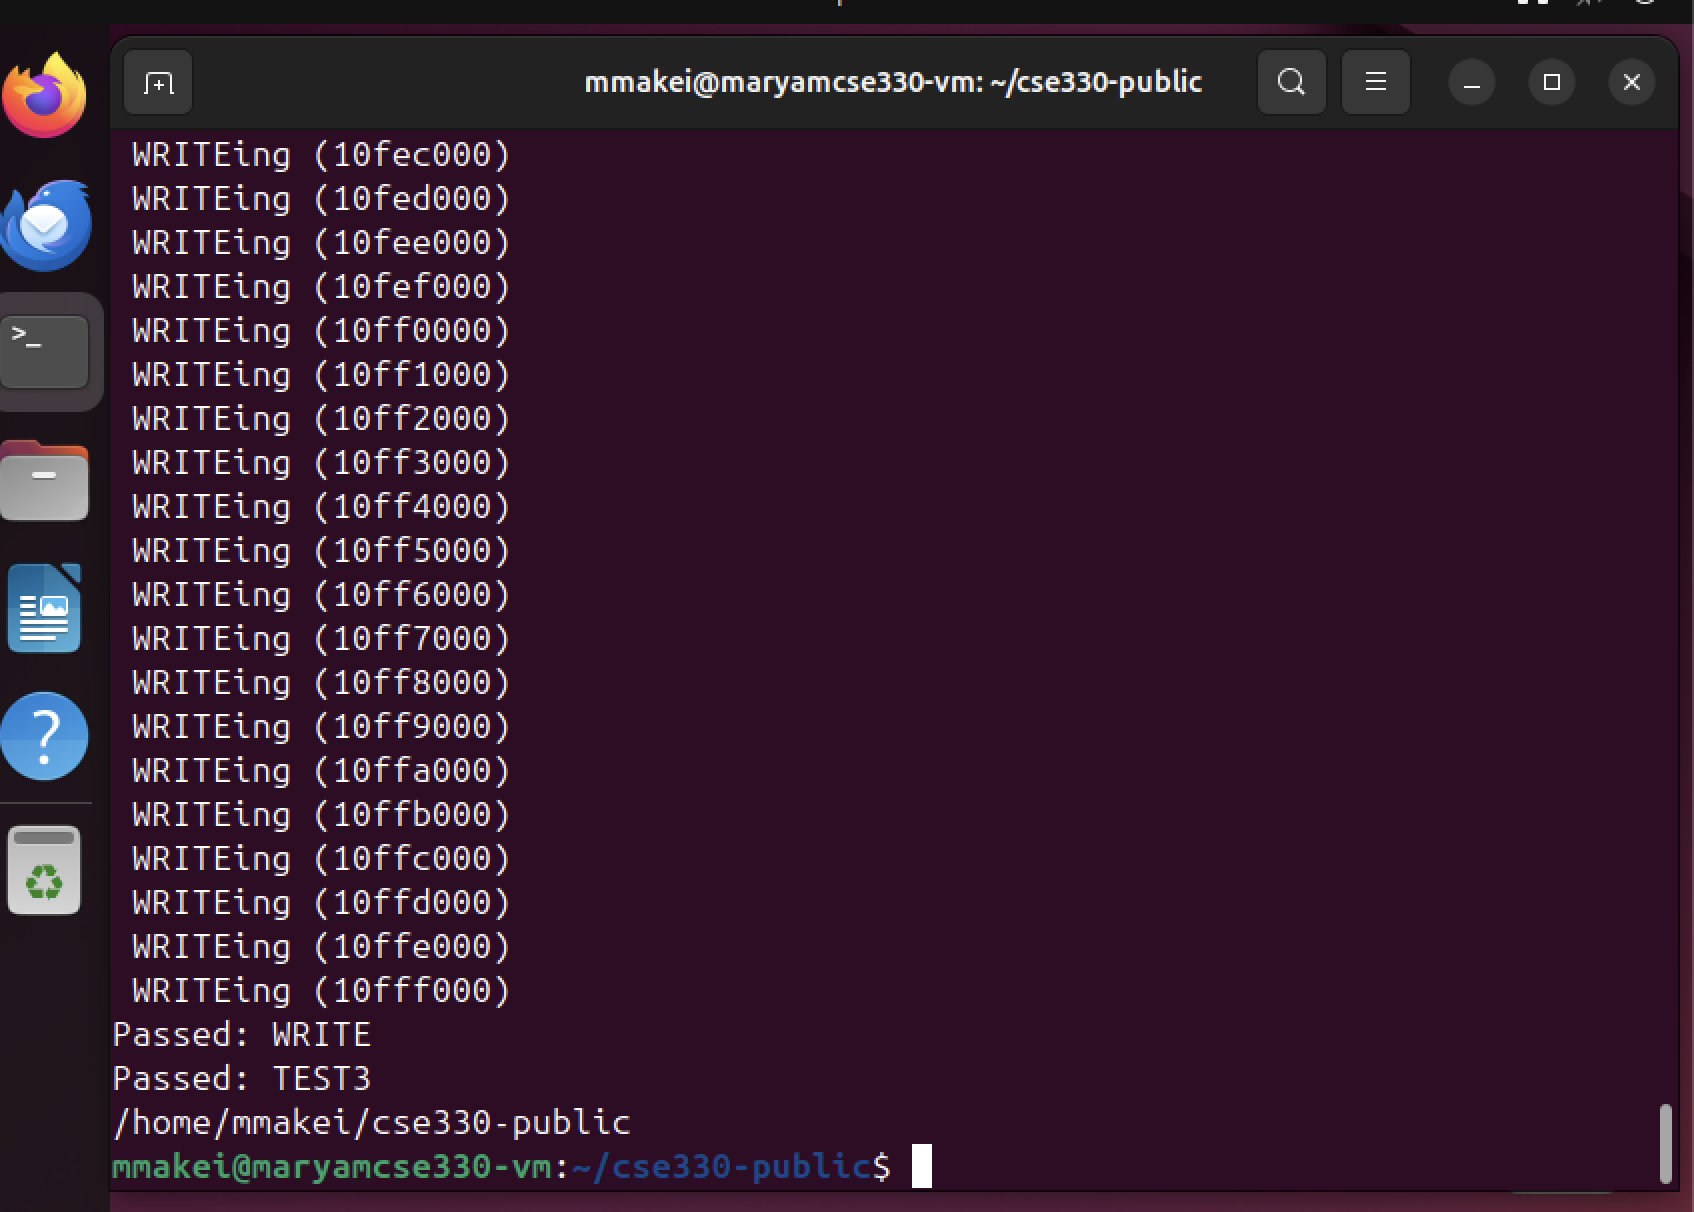 mmakei@maryamcse330-vm: ~/cse330-public
WRITEing (10fec000)
WRITEing (10fed000)
WRITEing (10fee000)
WRITEing (10fef000)
WRITEing (10ff0000)
WRITEing (10ff1000)
WRITEing (10ff2000)
WRITEing (10ff3000)
WRITEing (10ff4000)
WRITEing (10ff5000)
WRITEing (10ff6000)
WRITEing (10ff7000)
WRITEing (10ff8000)
WRITEing (10ff9000)
WRITEing (10ffa000)
WRITEing (10ffb000)
WRITEing (10ffc000)
WRITEing (10ffd000)
WRITEing (10ffe000)
WRITEing (10fff000)
Passed: WRITE
Passed: TEST3
/home/mmakei/cse330-public
mmakei@maryamcse330-vm:~/cse330-public$